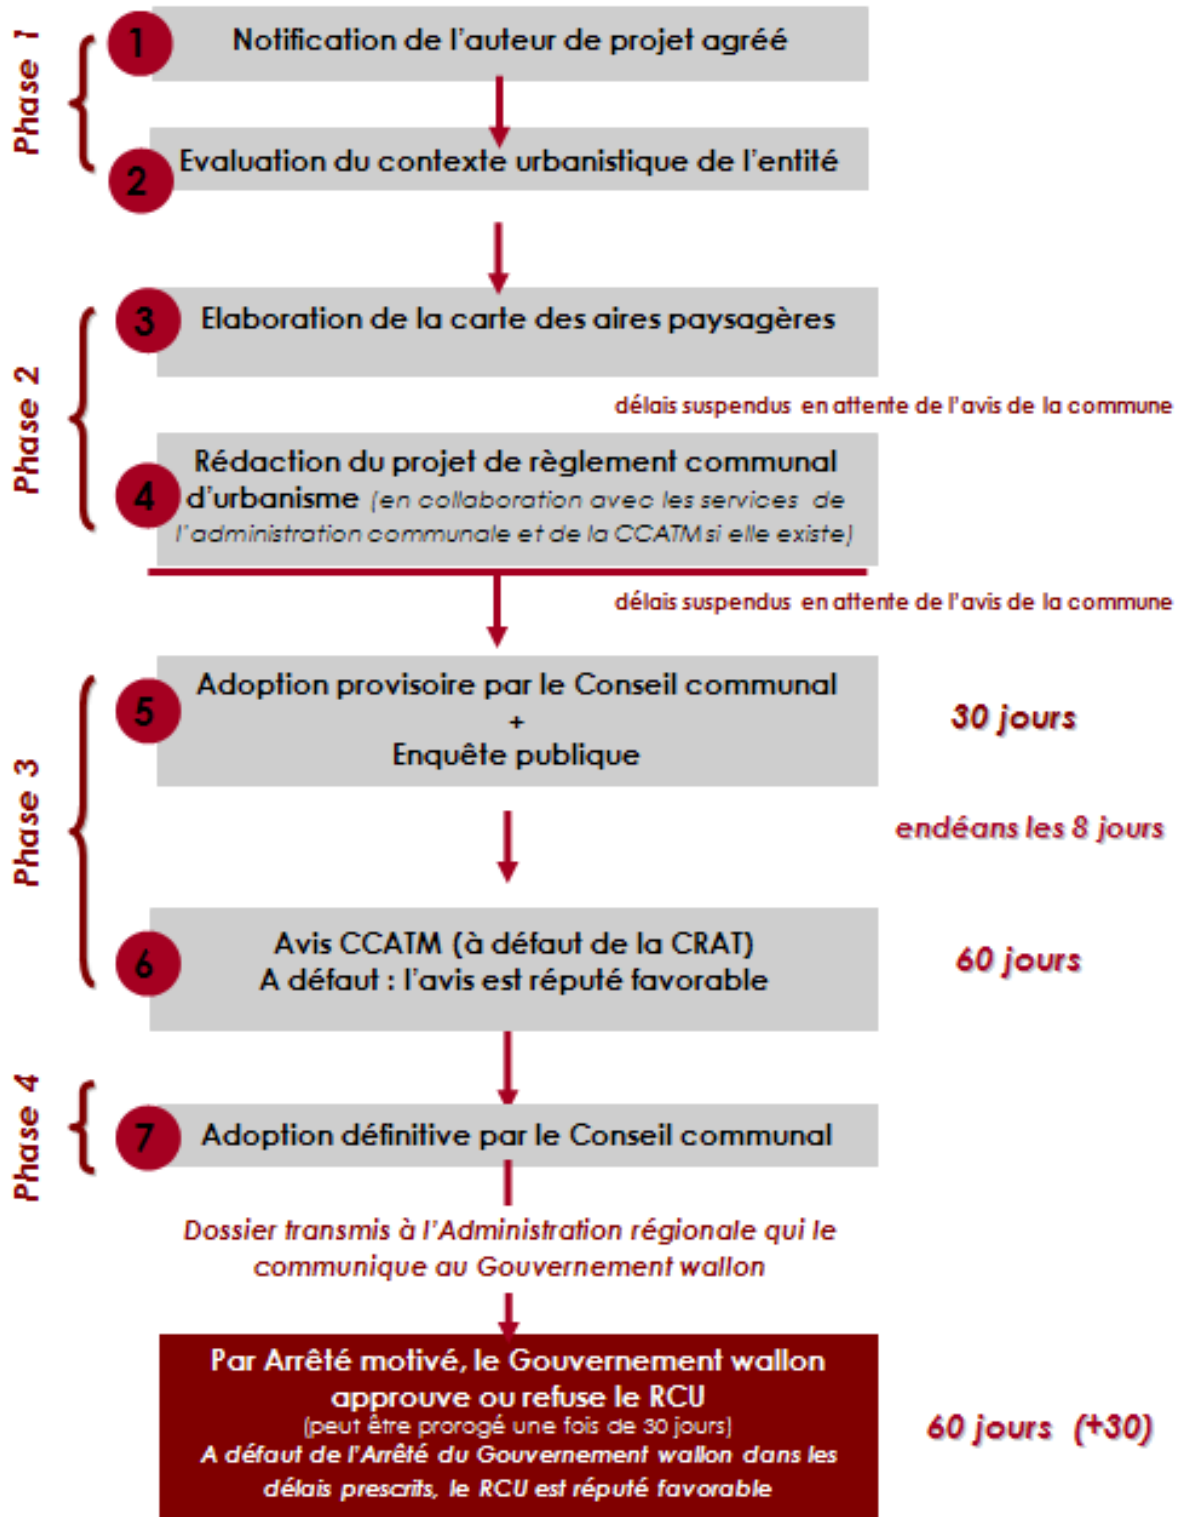 Phase 1
1
Notification de l'auteur de projet agréé
2
Evaluation du contexte urbanistique de l'entité
Phase 2
3
Elaboration de la carte des aires paysagères
délais suspendus en attente de l'avis de la commune
4
Rédaction du projet de règlement communal
d'urbanisme (en collaboration avec les services de
l'administration communale et de la CCATM si elle existe)
délais suspendus en attente de l'avis de la commune
Phase 3
5
Adoption provisoire par le Conseil communal
+
Enquête publique
30 jours
endéans les 8 jours
6
Avis CCATM (à défaut de la CRAT)
A défaut : l'avis est réputé favorable
60 jours
Phase 4
7
Adoption définitive par le Conseil communal
Dossier transmis à l'Administration régionale qui le
communique au Gouvernement wallon
Par Arrêté motivé, le Gouvernement wallon
approuve ou refuse le RCU
(peut être prorogé une fois de 30 jours)
A défaut de l'Arrêté du Gouvernement wallon dans les
délais prescrits, le RCU est réputé favorable
60 jours (+30)